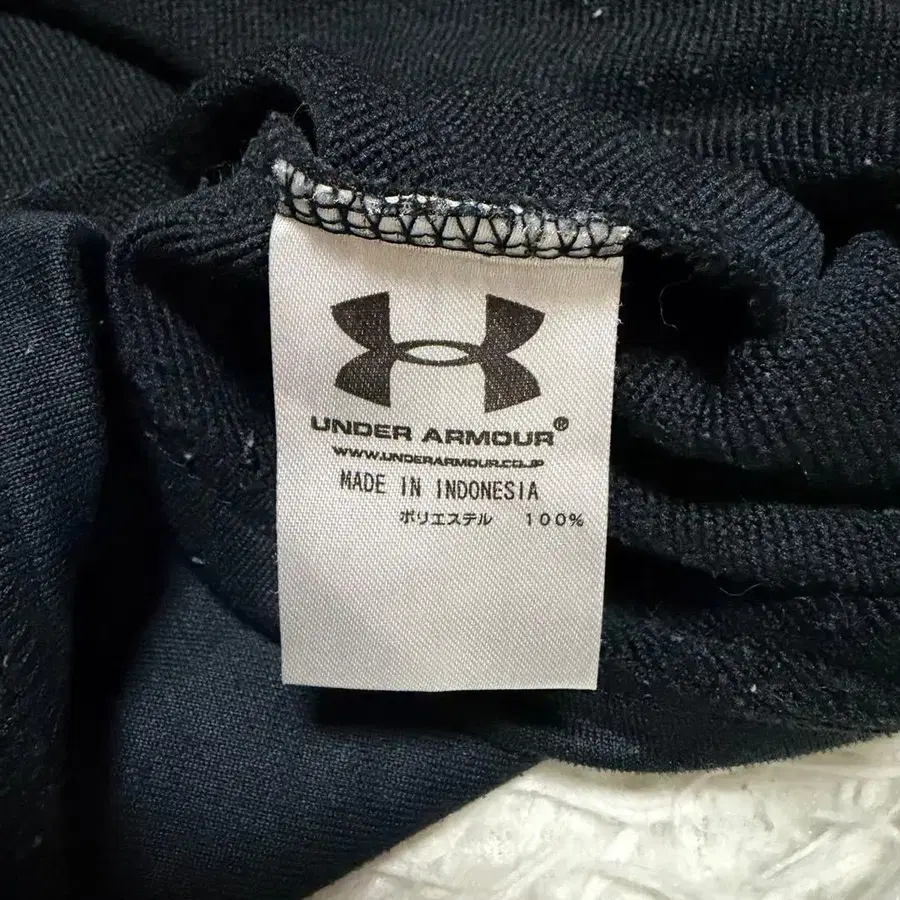 UNDER ARMOUR®
WWW.UNDERARMOUR.CO.JP
MADE IN INDONESIA
ポリエステル 100%